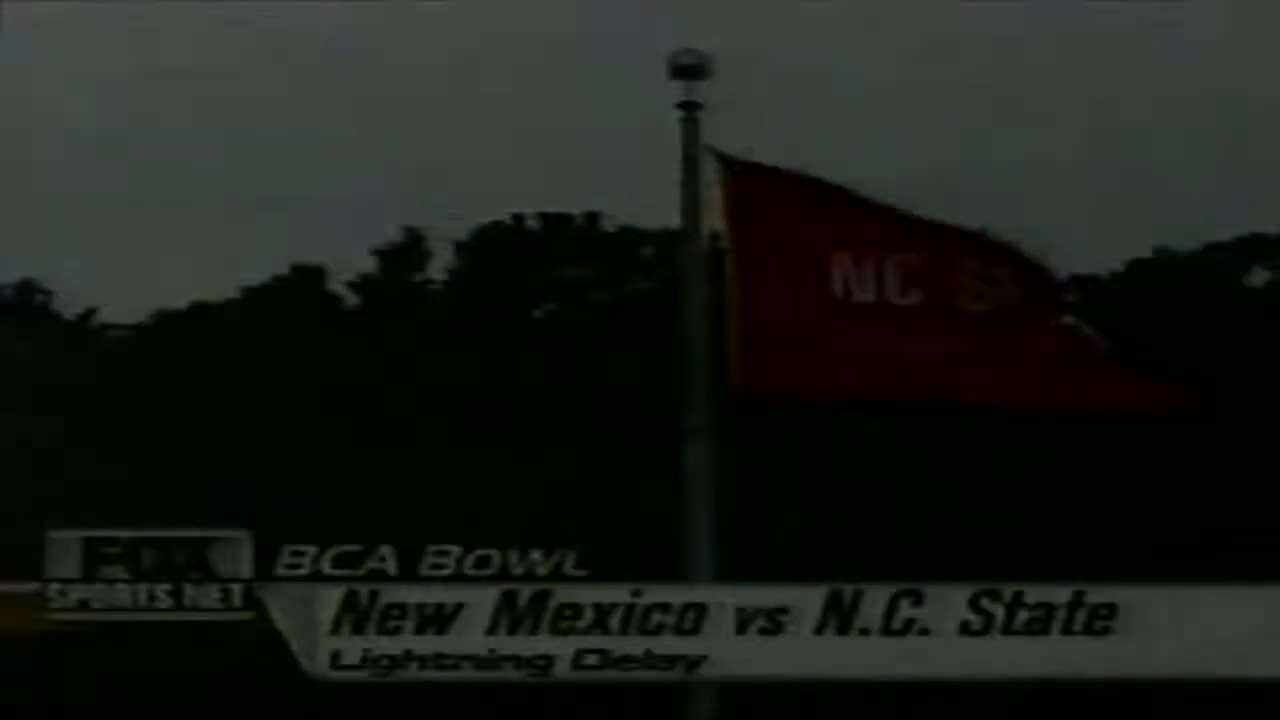 NC
FOX
SPORTS NET
BCA BOWL
New Mexico vs N.C. State
Lightning Delay